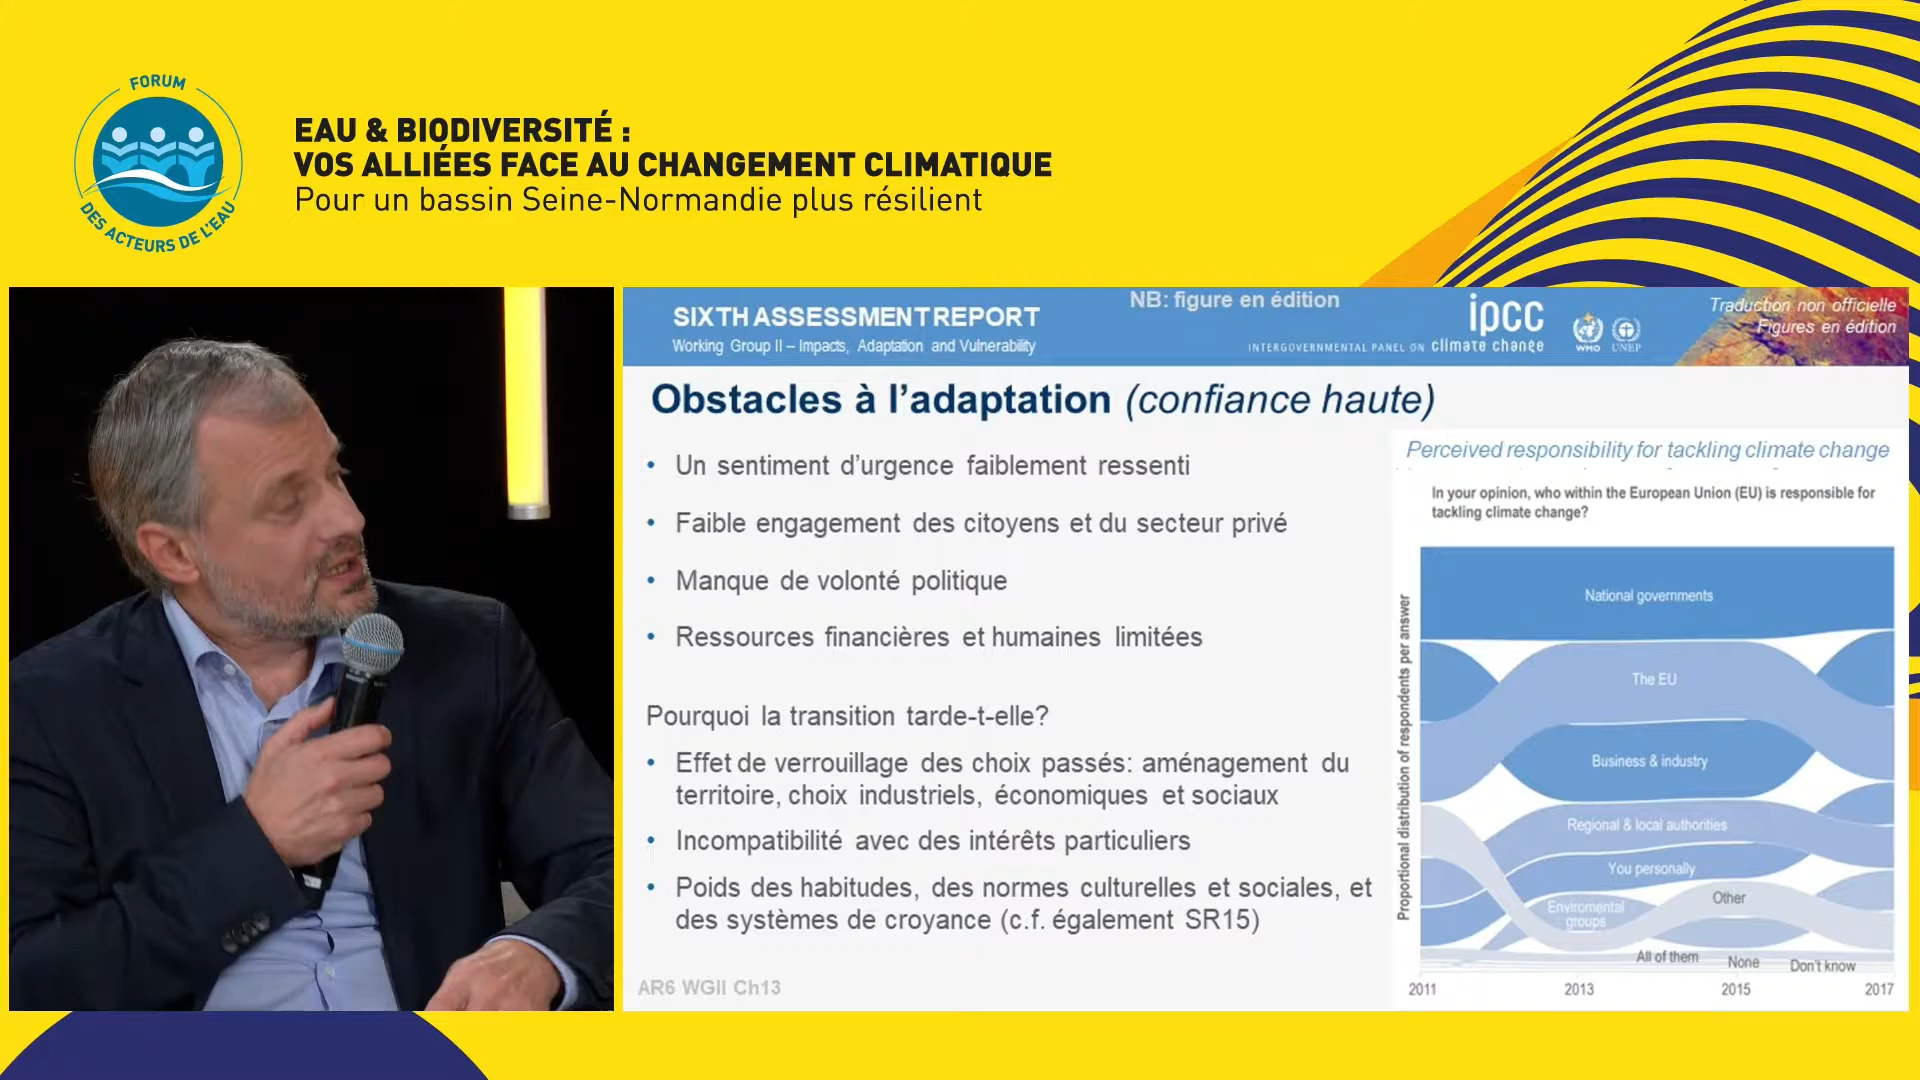 FORUM
DES ACTEURS DE L'EAU
EAU & BIODIVERSITÉ :
VOS ALLIÉES FACE AU CHANGEMENT CLIMATIQUE
Pour un bassin Seine-Normandie plus résilient
SIXTH ASSESSMENT REPORT
Working Group II – Impacts, Adaptation and Vulnerability
NB: figure en édition
ipcc
INTERGOVERNMENTAL PANEL ON climate change
WMO UNEP
Traduction non officielle
Figures en édition
Obstacles à l'adaptation (confiance haute)
• Un sentiment d'urgence faiblement ressenti
• Faible engagement des citoyens et du secteur privé
• Manque de volonté politique
• Ressources financières et humaines limitées
Pourquoi la transition tarde-t-elle?
• Effet de verrouillage des choix passés: aménagement du
territoire, choix industriels, économiques et sociaux
• Incompatibilité avec des intérêts particuliers
• Poids des habitudes, des normes culturelles et sociales, et
des systèmes de croyance (c.f. également SR15)
AR6 WGII Ch13
Perceived responsibility for tackling climate change
In your opinion, who within the European Union (EU) is responsible for
tackling climate change?
Proportional distribution of respondents per answer
National governments
The EU
Business & industry
Regional & local authorities
You personally
Other
Enviromental
groups
All of them
None
Don't know
2011 2013 2015 2017